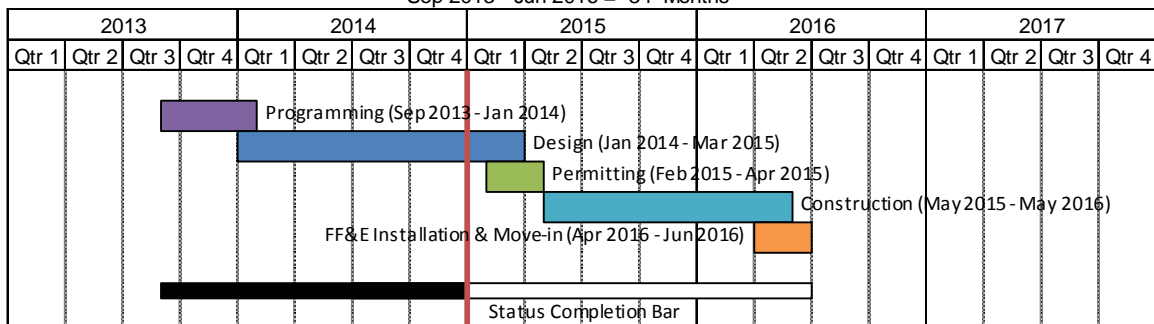 2013 2014 2015 2016 2017
Qtr 1 Qtr 2 Qtr 3 Qtr 4 Qtr 1 Qtr 2 Qtr 3 Qtr 4 Qtr 1 Qtr 2 Qtr 3 Qtr 4 Qtr 1 Qtr 2 Qtr 3 Qtr 4 Qtr 1 Qtr 2 Qtr 3 Qtr 4
Programming (Sep 2013 - Jan 2014)
Design (Jan 2014 - Mar 2015)
Permitting (Feb 2015 - Apr 2015)
Construction (May 2015 - May 2016)
FF&E Installation & Move-in (Apr 2016 - Jun 2016)
Status Completion Bar